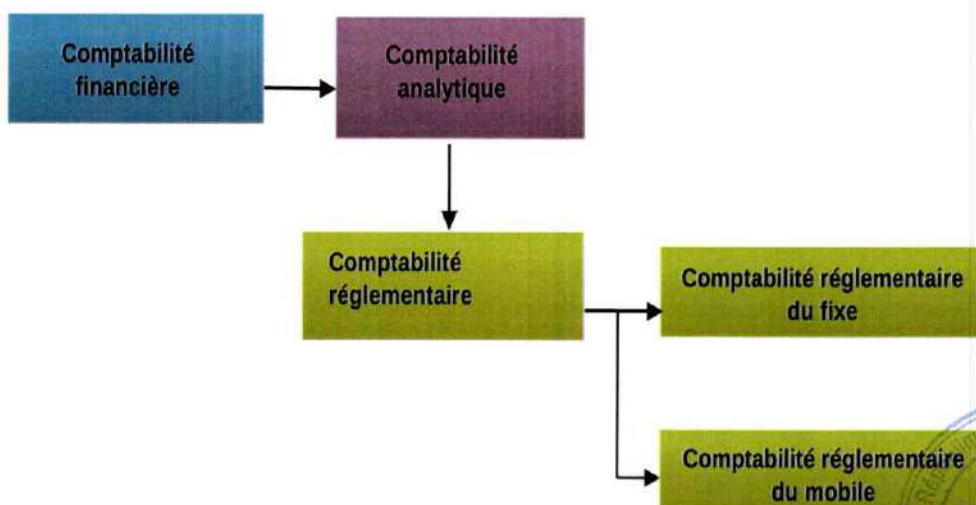 Comptabilité
financière
Comptabilité
analytique
Comptabilité
réglementaire
Comptabilité réglementaire
du fixe
Comptabilité réglementaire
du mobile